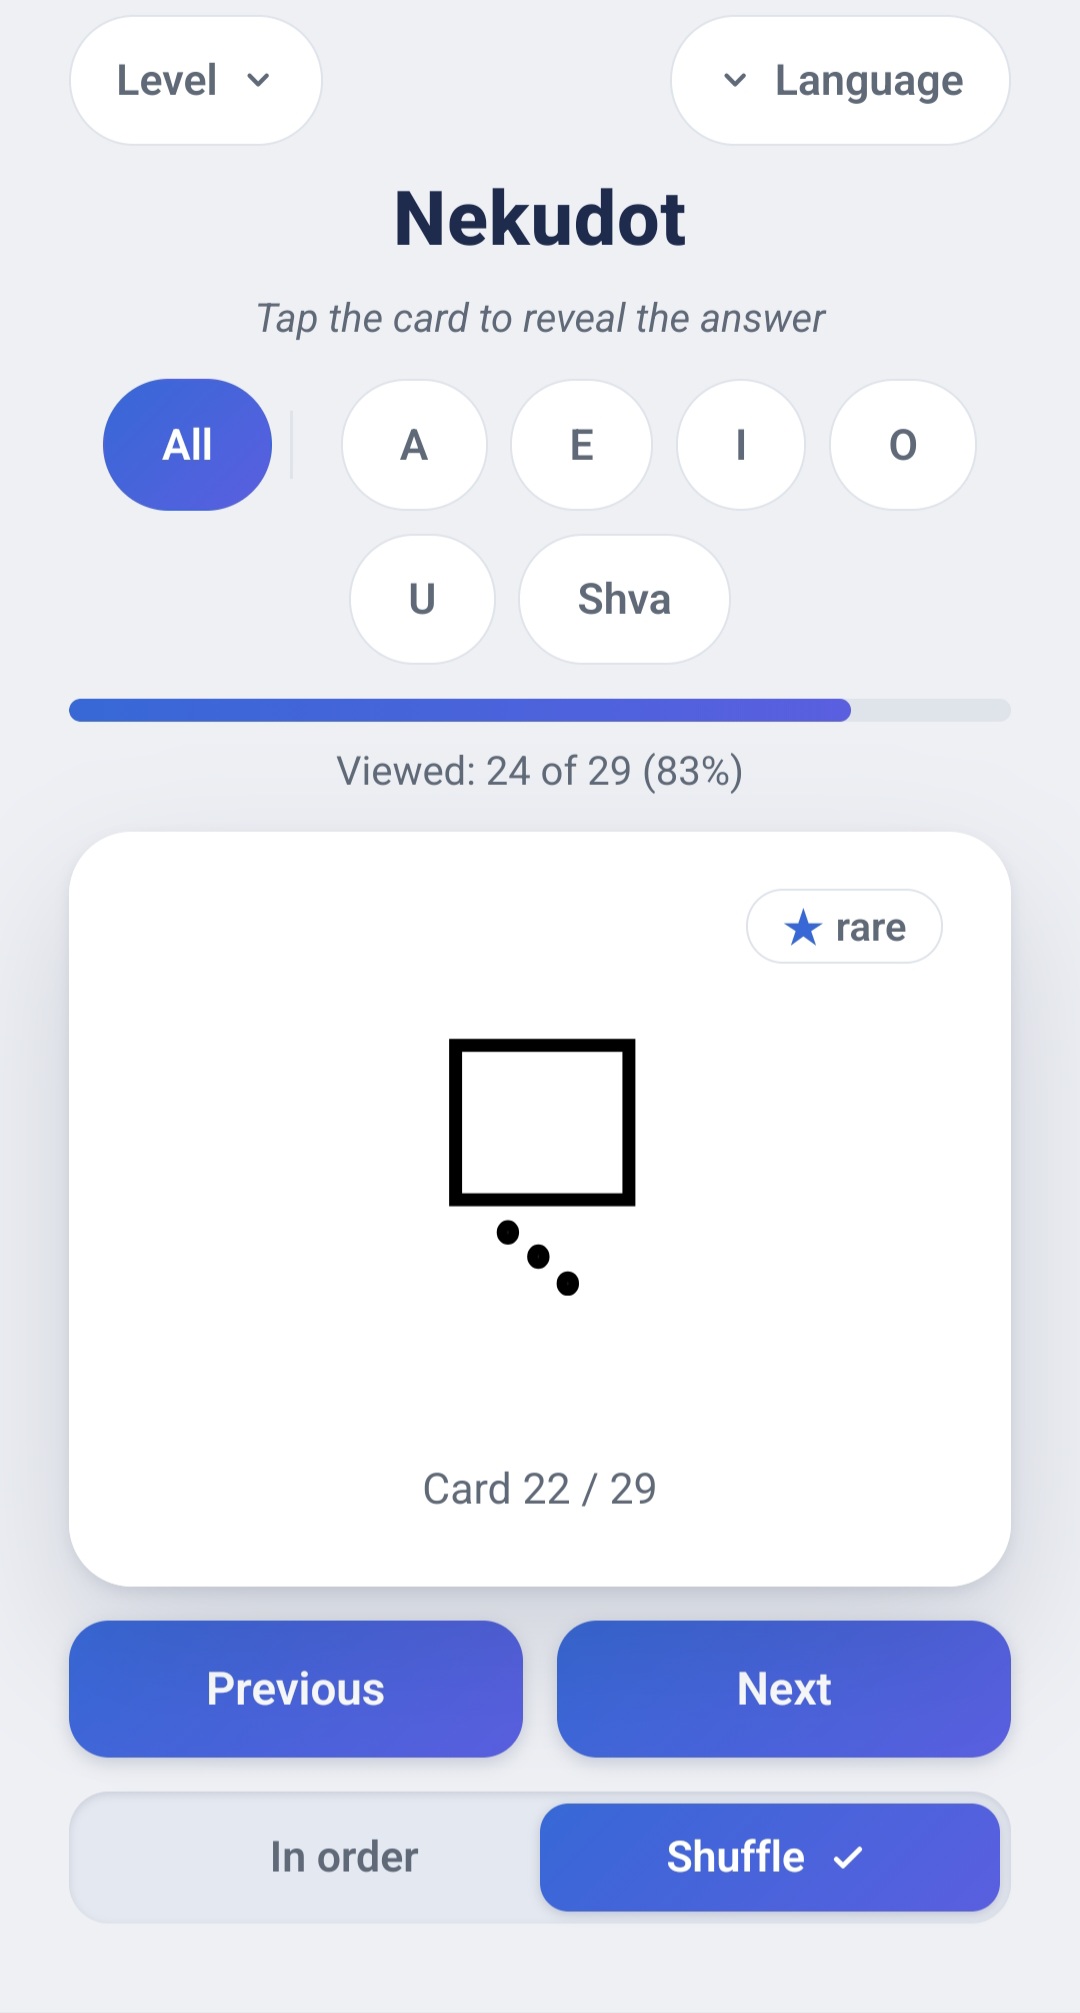 Level
Language
Nekudot
Tap the card to reveal the answer
All
A
E
I
O
U
Shva
Viewed: 24 of 29 (83%)
★ rare
□ֻ
Card 22 / 29
Previous
Next
In order
Shuffle ✓